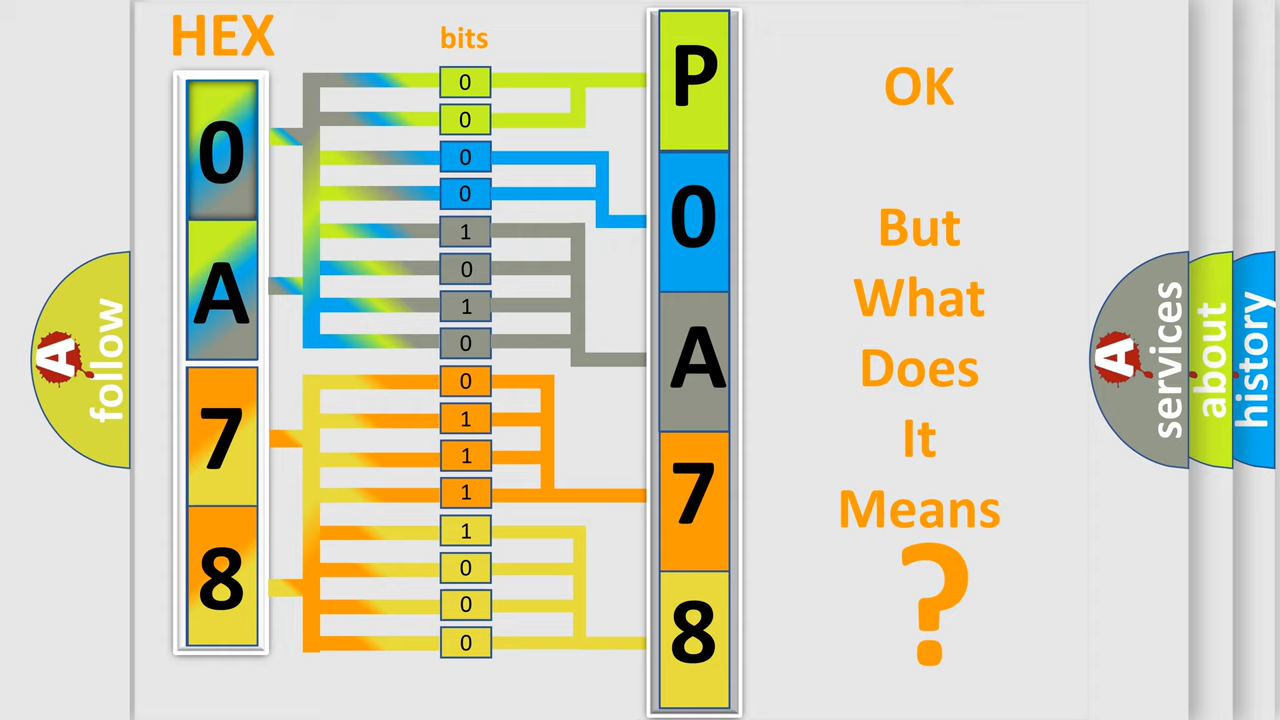 HEX
bits
0
A
7
8
0
0
0
0
1
0
1
0
0
1
1
1
1
0
0
0
P
0
A
7
8
OK
But
What
Does
It
Means
?
A
follow
A
services
about
history